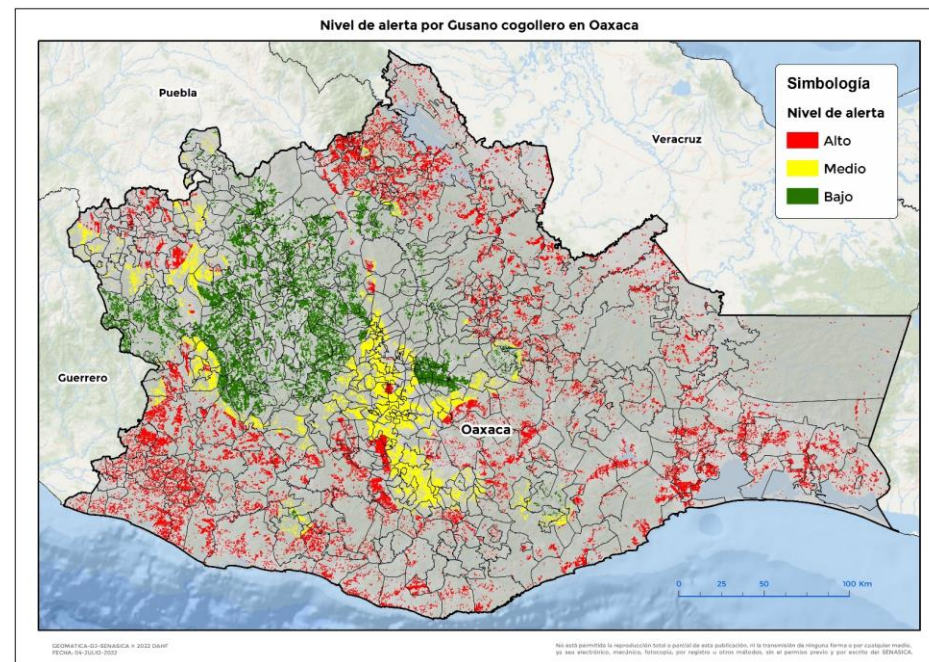 Nivel de alerta por Gusano cogollero en Oaxaca
Puebla
Veracruz
Guerrero
Oaxaca
Simbología
Nivel de alerta
Alto
Medio
Bajo
0 25 50 100 Km
GEOMATICA-DJ-SENASICA © 2022 DAHF
FECHA: 04-JULIO-2022
No está permitida la reproducción total o parcial de esta publicación, ni la transmisión de ninguna forma o por cualquier medio,
ya sea electrónico, mecánico, fotocopia, por registro u otros métodos, sin el permiso previo y por escrito del SENASICA.